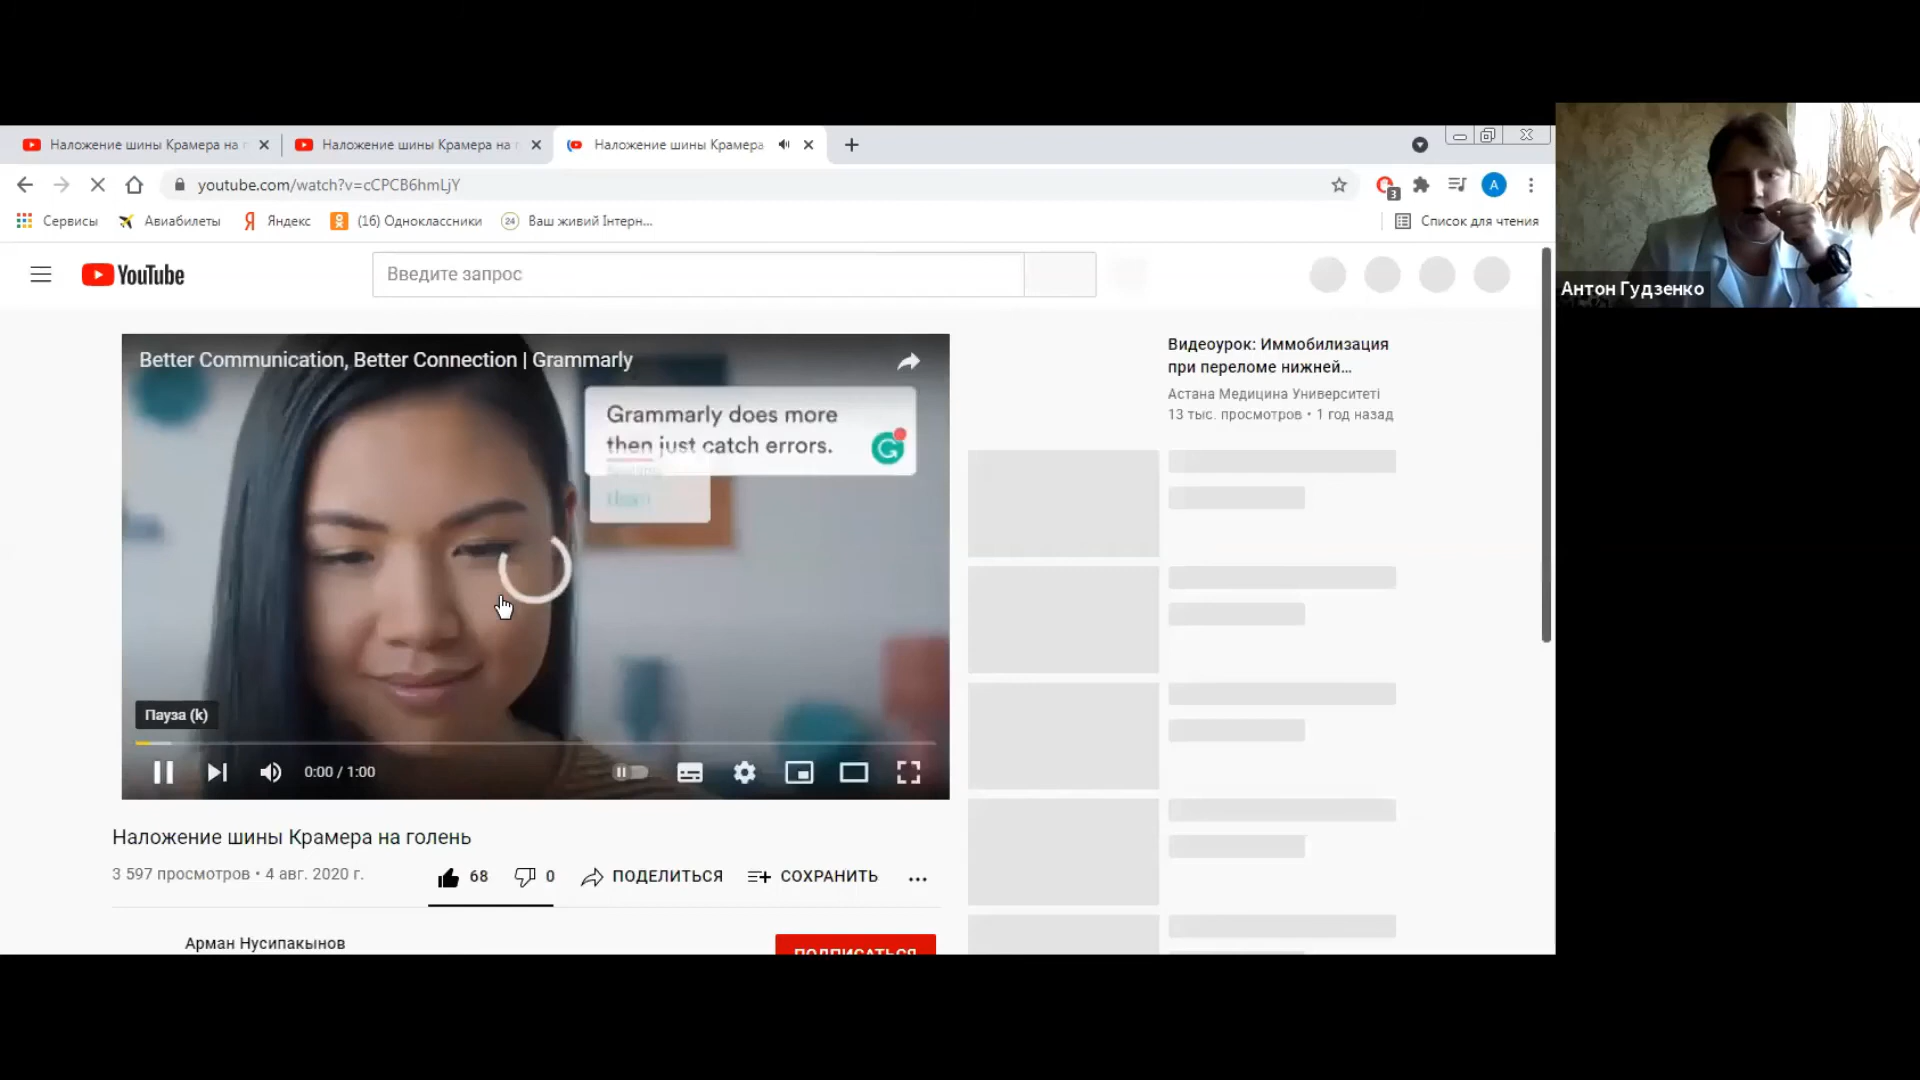 Наложение шины Крамера на г
Наложение шины Крамера на г
Наложение шины Крамера
youtube.com/watch?v=cCPCB6hmLjY
3
A
Сервисы
Авиабилеты
Яндекс
(16) Одноклассники
24
Ваш живий Інтерн...
Список для чтения
YouTube
Введите запрос
Антон Гудзенко
Better Communication, Better Connection | Grammarly
Grammarly does more
then just catch errors.
Видеоурок: Иммобилизация
при переломе нижней...
Астана Медицина Университеті
13 тыс. просмотров • 1 год назад
Пауза (k)
0:00 / 1:00
Наложение шины Крамера на голень
3 597 просмотров • 4 авг. 2020 г.
68
0
ПОДЕЛИТЬСЯ
СОХРАНИТЬ
Арман Нусипакынов
ПОДПИСАТЬСЯ